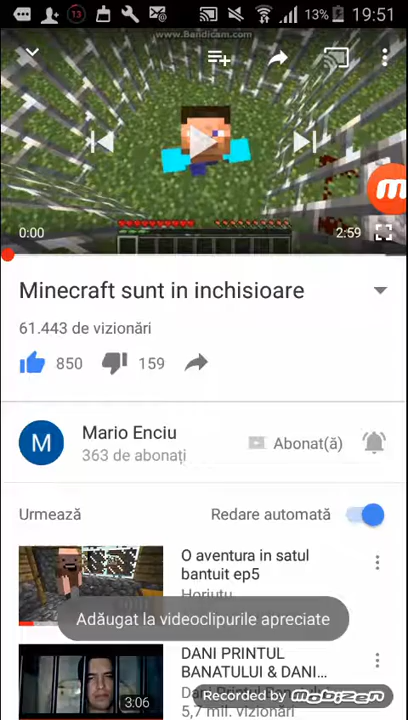 13
13%
19:51
www.Bandicam.com
0:00
2:59
Minecraft sunt in inchisioare
61.443 de vizionări
850
159
M
Mario Enciu
363 de abonați
Abonat(ă)
Urmează
Redare automată
O aventura in satul
bantuit ep5
Horiutu
Adăugat la videoclipurile apreciate
DANI PRINTUL
BANATULUI & DANI...
3:06
5,7 mil. vizionări
Recorded by mobizen